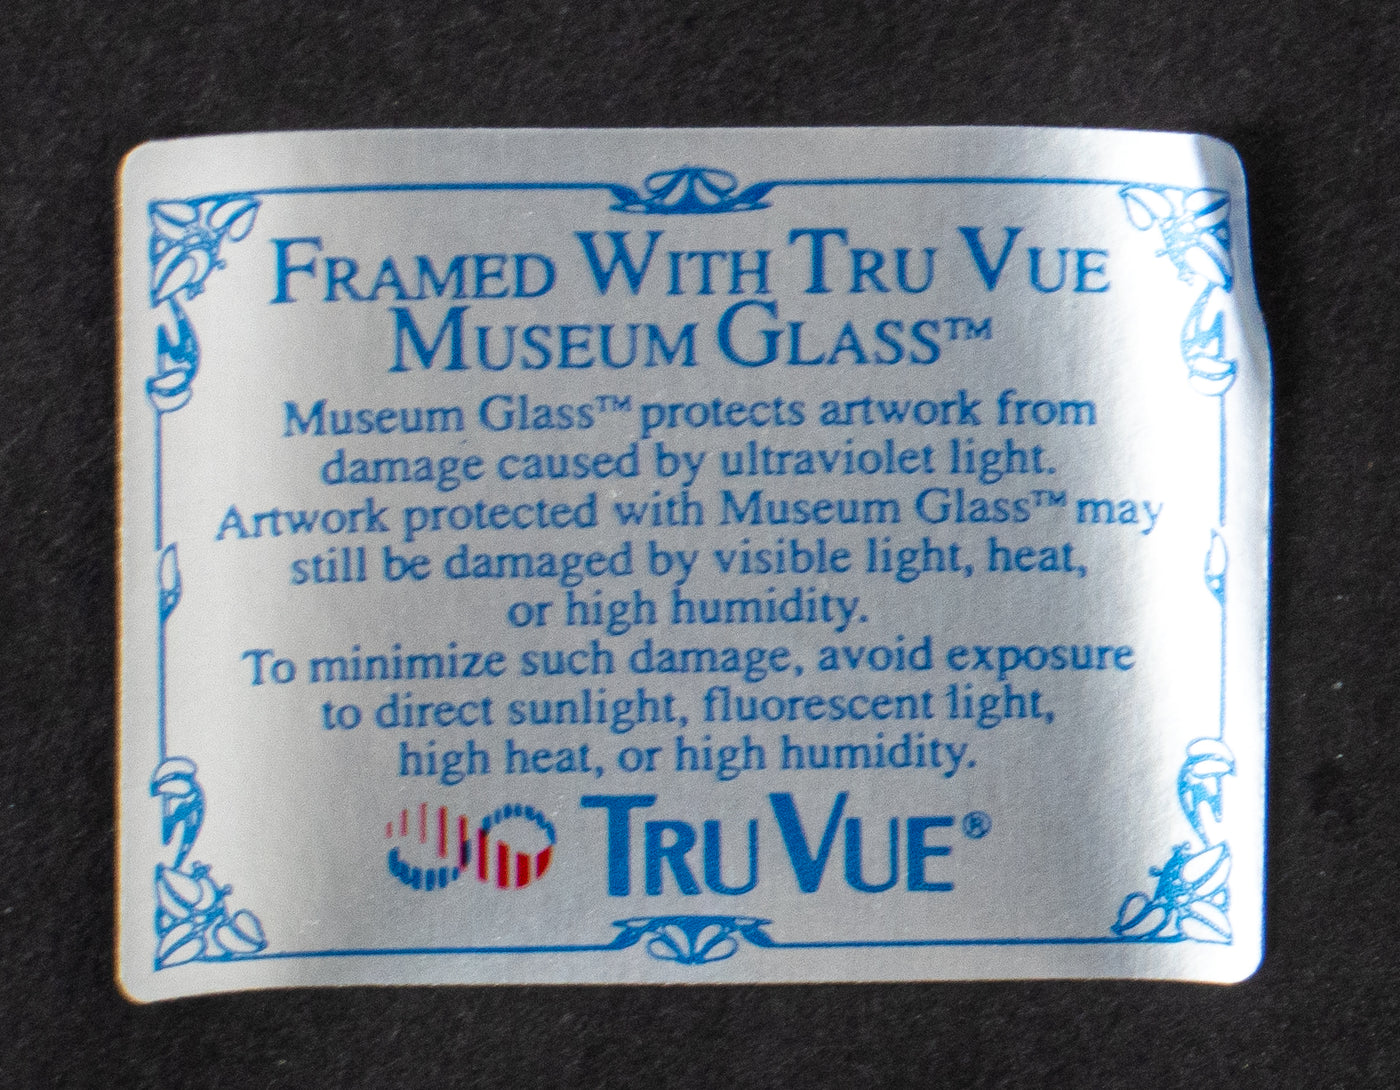 FRAMED WITH TRU VUE
MUSEUM GLASS™
Museum Glass™ protects artwork from
damage caused by ultraviolet light.
Artwork protected with Museum Glass™ may
still be damaged by visible light, heat,
or high humidity.
To minimize such damage, avoid exposure
to direct sunlight, fluorescent light,
high heat, or high humidity.
TRU VUE®